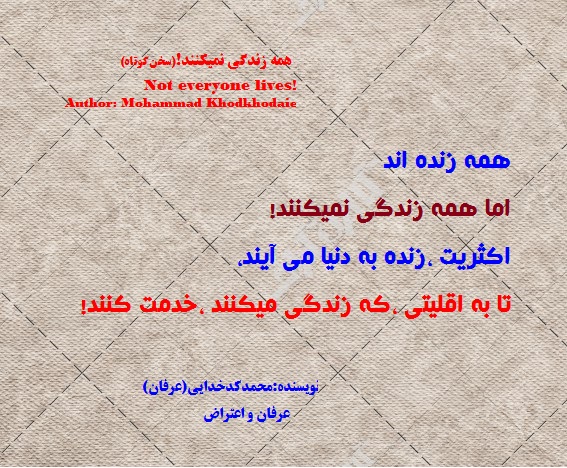 همه زندگی نمیکنند!(سخن کوتاه)
Not everyone lives!
Author: Mohammad Khodkhodaie
همه زنده اند
اما همه زندگی نمیکنند!
اکثریت ،زنده به دنیا می آیند،
تا به اقلیتی ،که زندگی میکنند ،خدمت کنند!
نویسنده:محمدکدخدایی(عرفان)
عرفان و اعتراض